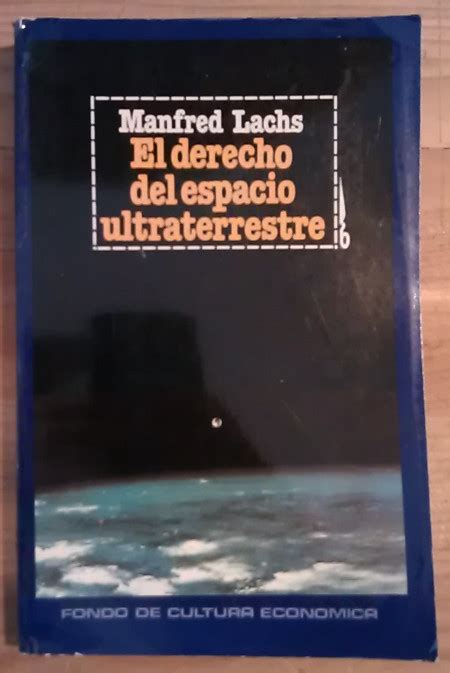 Manfred Lachs
El derecho
del espacio
ultraterrestre
FONDO DE CULTURA ECONOMICA